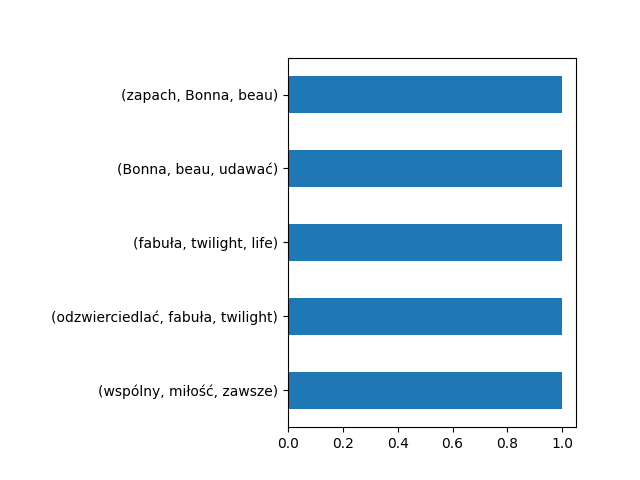 (zapach, Bonna, beau)
(Bonna, beau, udawać)
(fabuła, twilight, life)
(odzwierciedlać, fabuła, twilight)
(wspólny, miłość, zawsze)
0.0 0.2 0.4 0.6 0.8 1.0